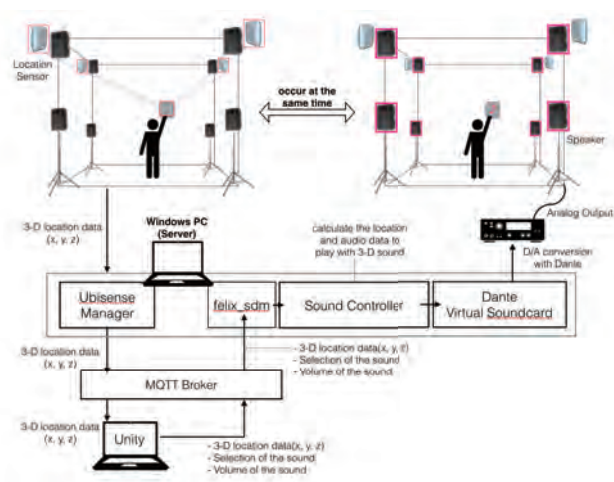 Location
Sensor
occur at the
same time
Speaker
3-D location data
(x, y, z)
Windows PC
(Server)
calculate the location
and audio data to
play with 3-D sound
Analog Output
D/A conversion
with Dante
Ubisense
Manager
felix_sdm
Sound Controller
Dante
Virtual Soundcard
3-D location data
(x, y, z)
- 3-D location data(x, y, z)
- Selection of the sound
- Volume of the sound
MQTT Broker
3-D location data
(x, y, z)
Unity
- 3-D location data(x, y, z)
- Selection of the sound
- Volume of the sound